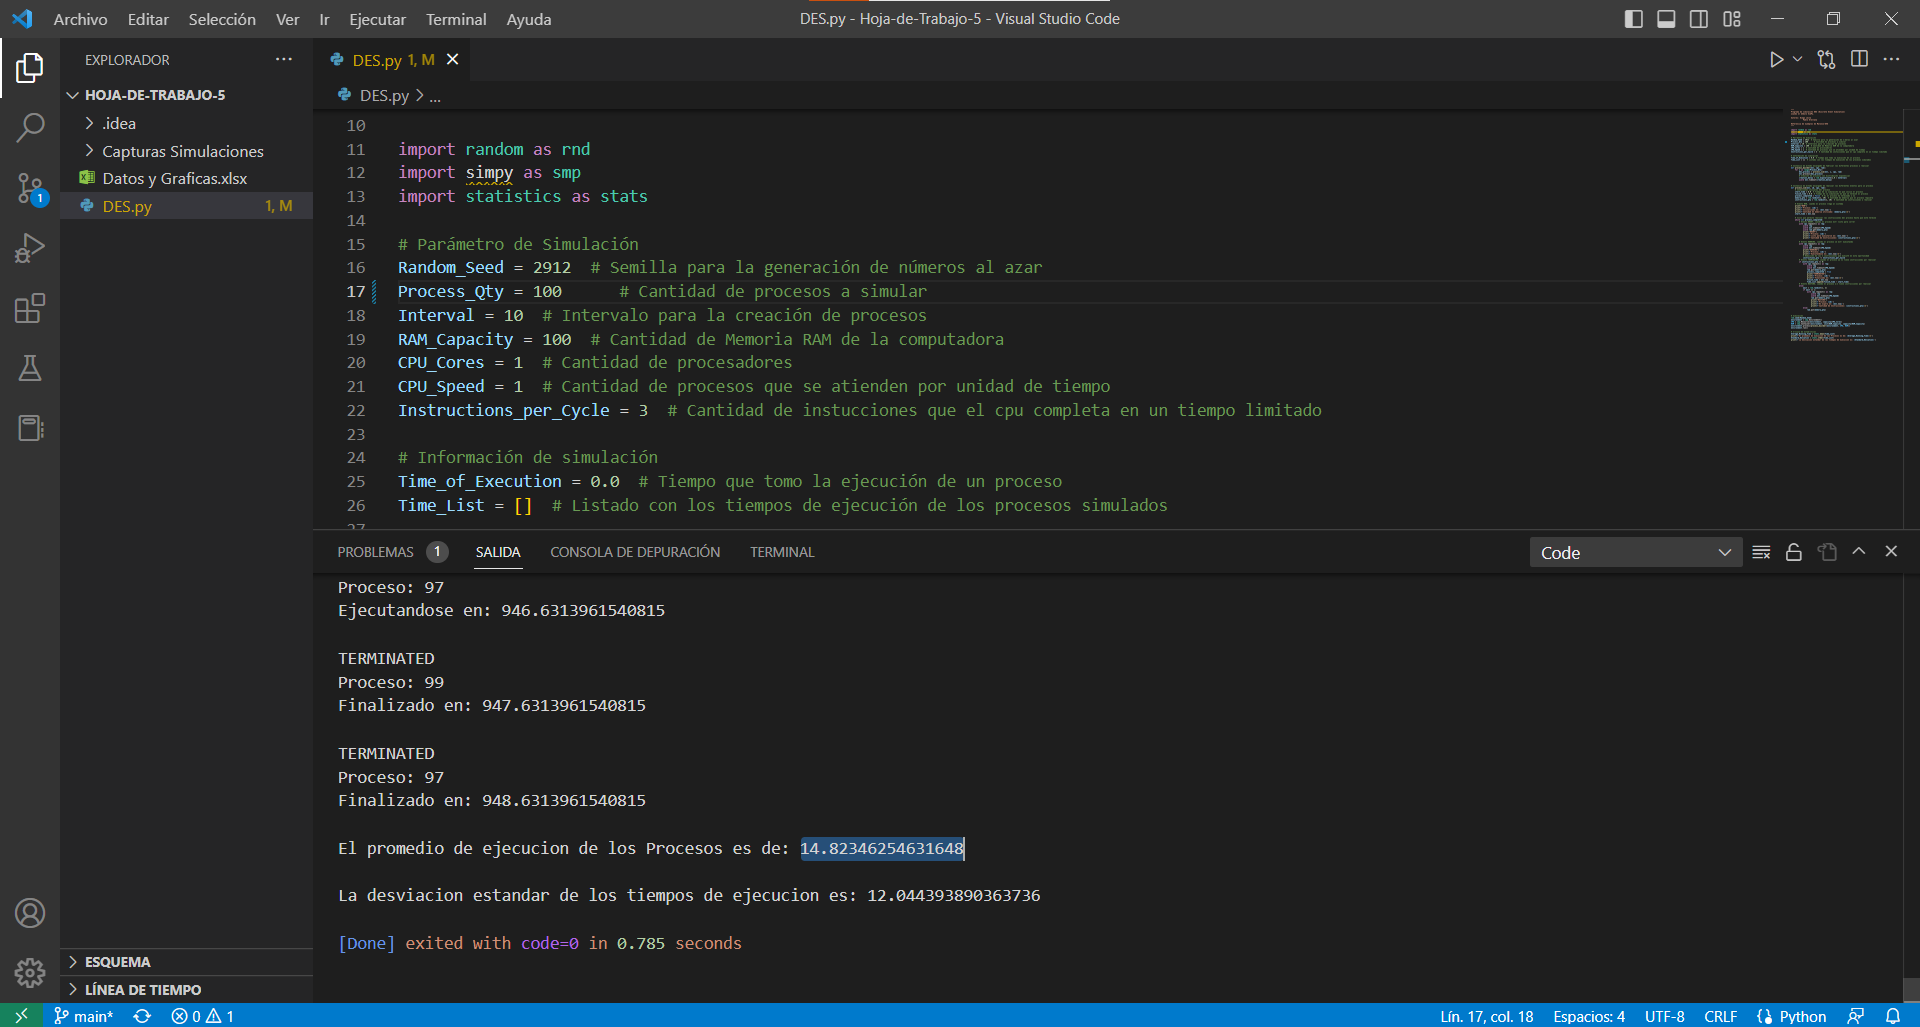 Archivo Editar Selección Ver Ir Ejecutar Terminal Ayuda
DES.py - Hoja-de-Trabajo-5 - Visual Studio Code
EXPLORADOR
HOJA-DE-TRABAJO-5
.idea
Capturas Simulaciones
Datos y Graficas.xlsx
DES.py 1, M
1
ESQUEMA
LÍNEA DE TIEMPO
DES.py 1, M
DES.py > ...
10
11 import random as rnd
12 import simpy as smp
13 import statistics as stats
14
15 # Parámetro de Simulación
16 Random_Seed = 2912 # Semilla para la generación de números al azar
17 Process_Qty = 100 # Cantidad de procesos a simular
18 Interval = 10 # Intervalo para la creación de procesos
19 RAM_Capacity = 100 # Cantidad de Memoria RAM de la computadora
20 CPU_Cores = 1 # Cantidad de procesadores
21 CPU_Speed = 1 # Cantidad de procesos que se atienden por unidad de tiempo
22 Instructions_per_Cycle = 3 # Cantidad de instucciones que el cpu completa en un tiempo limitado
23
24 # Información de simulación
25 Time_of_Execution = 0.0 # Tiempo que tomo la ejecución de un proceso
26 Time_List = [] # Listado con los tiempos de ejecución de los procesos simulados
27
PROBLEMAS 1 SALIDA CONSOLA DE DEPURACIÓN TERMINAL
Code
Proceso: 97
Ejecutandose en: 946.6313961540815
TERMINATED
Proceso: 99
Finalizado en: 947.6313961540815
TERMINATED
Proceso: 97
Finalizado en: 948.6313961540815
El promedio de ejecucion de los Procesos es de: 14.82346254631648
La desviacion estandar de los tiempos de ejecucion es: 12.044393890363736
[Done] exited with code=0 in 0.785 seconds
main* 0 1
Lín. 17, col. 18 Espacios: 4 UTF-8 CRLF Python